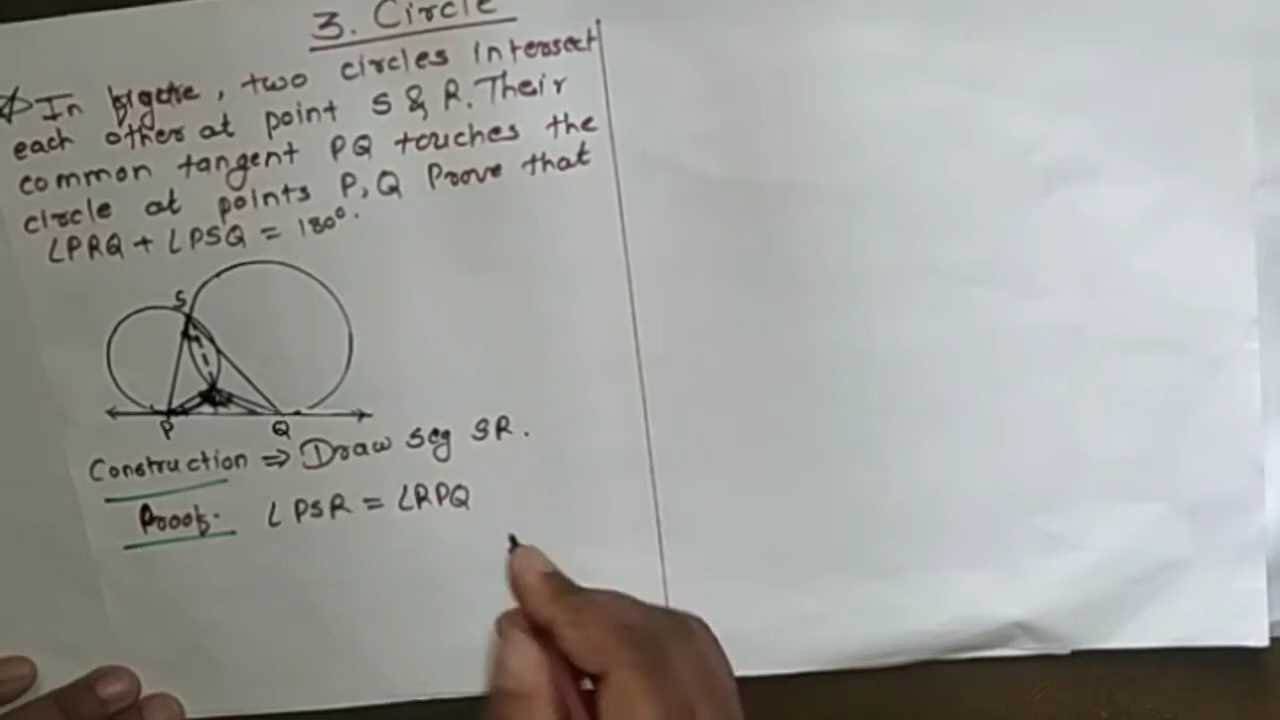 3. Circle
In figure, two circles intersect
each other at point S & R. Their
common tangent PQ touches the
circle at points P, Q Prove that
∠PRQ + ∠PSQ = 180°.
S
P Q
Construction ⇒ Draw seg SR.
Proof:- ∠PSR = ∠RPQ